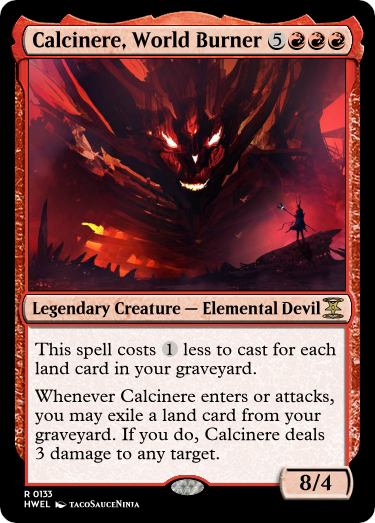 Calcinere, World Burner 5
Legendary Creature — Elemental Devil
This spell costs 1 less to cast for each
land card in your graveyard.
Whenever Calcinere enters or attacks,
you may exile a land card from your
graveyard. If you do, Calcinere deals
3 damage to any target.
8/4
R 0133
HWEL TACOSAUCENINJA